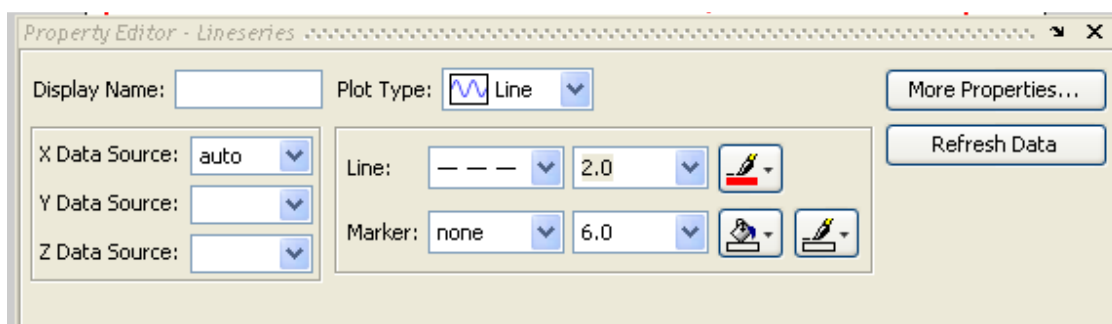 Property Editor - Lineseries
Display Name:
Plot Type: Line
More Properties...
Refresh Data
X Data Source: auto
Y Data Source:
Z Data Source:
Line: 2.0
Marker: none 6.0